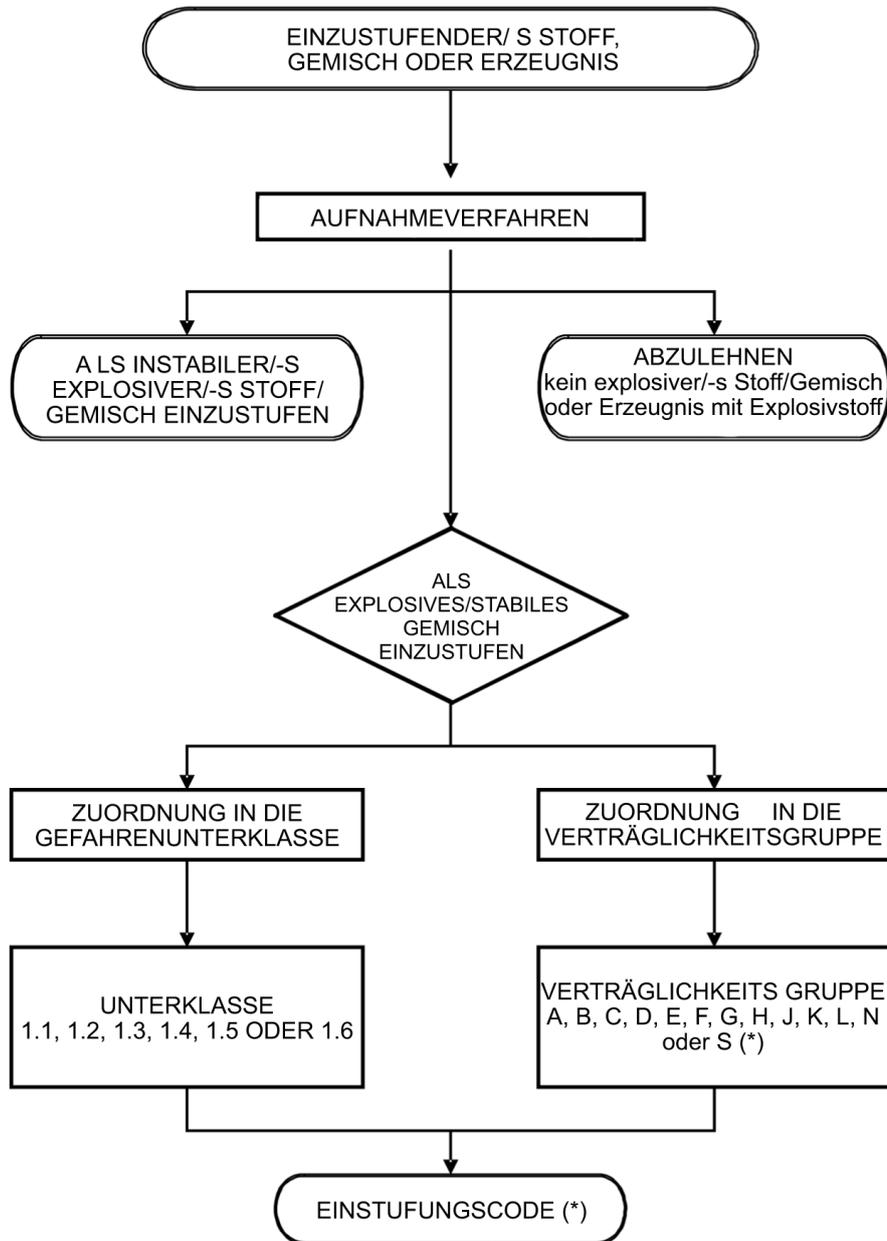 EINZUSTUFENDER/ S STOFF,
GEMISCH ODER ERZEUGNIS
AUFNAHMEVERFAHREN
A LS INSTABILER/-S
EXPLOSIVER/-S STOFF/
GEMISCH EINZUSTUFEN
ABZULEHNEN
kein explosiver/-s Stoff/Gemisch
oder Erzeugnis mit Explosivstoff
ALS
EXPLOSIVES/STABILES
GEMISCH
EINZUSTUFEN
ZUORDNUNG IN DIE
GEFAHRENUNTERKLASSE
ZUORDNUNG IN DIE
VERTRÄGLICHKEITSGRUPPE
UNTERKLASSE
1.1, 1.2, 1.3, 1.4, 1.5 ODER 1.6
VERTRÄGLICHKEITS GRUPPE
A, B, C, D, E, F, G, H, J, K, L, N
oder S (*)
EINSTUFUNGSCODE (*)